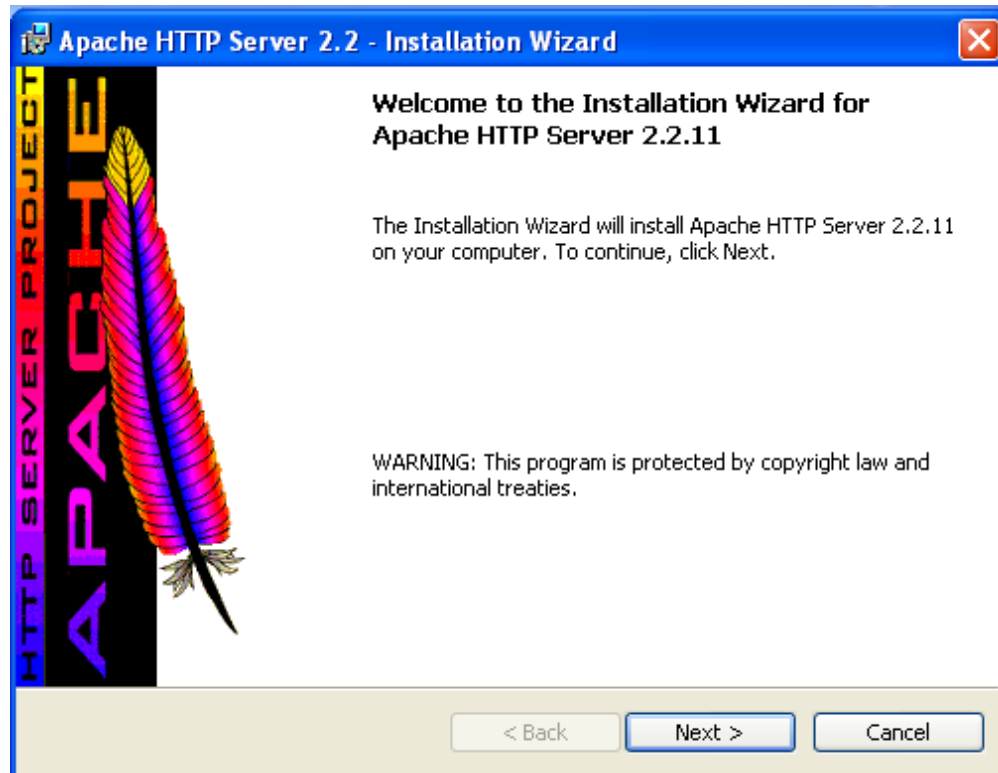 Apache HTTP Server 2.2 - Installation Wizard
HTTP SERVER PROJECT
APACHE
Welcome to the Installation Wizard for
Apache HTTP Server 2.2.11
The Installation Wizard will install Apache HTTP Server 2.2.11
on your computer. To continue, click Next.
WARNING: This program is protected by copyright law and
international treaties.
< Back
Next >
Cancel